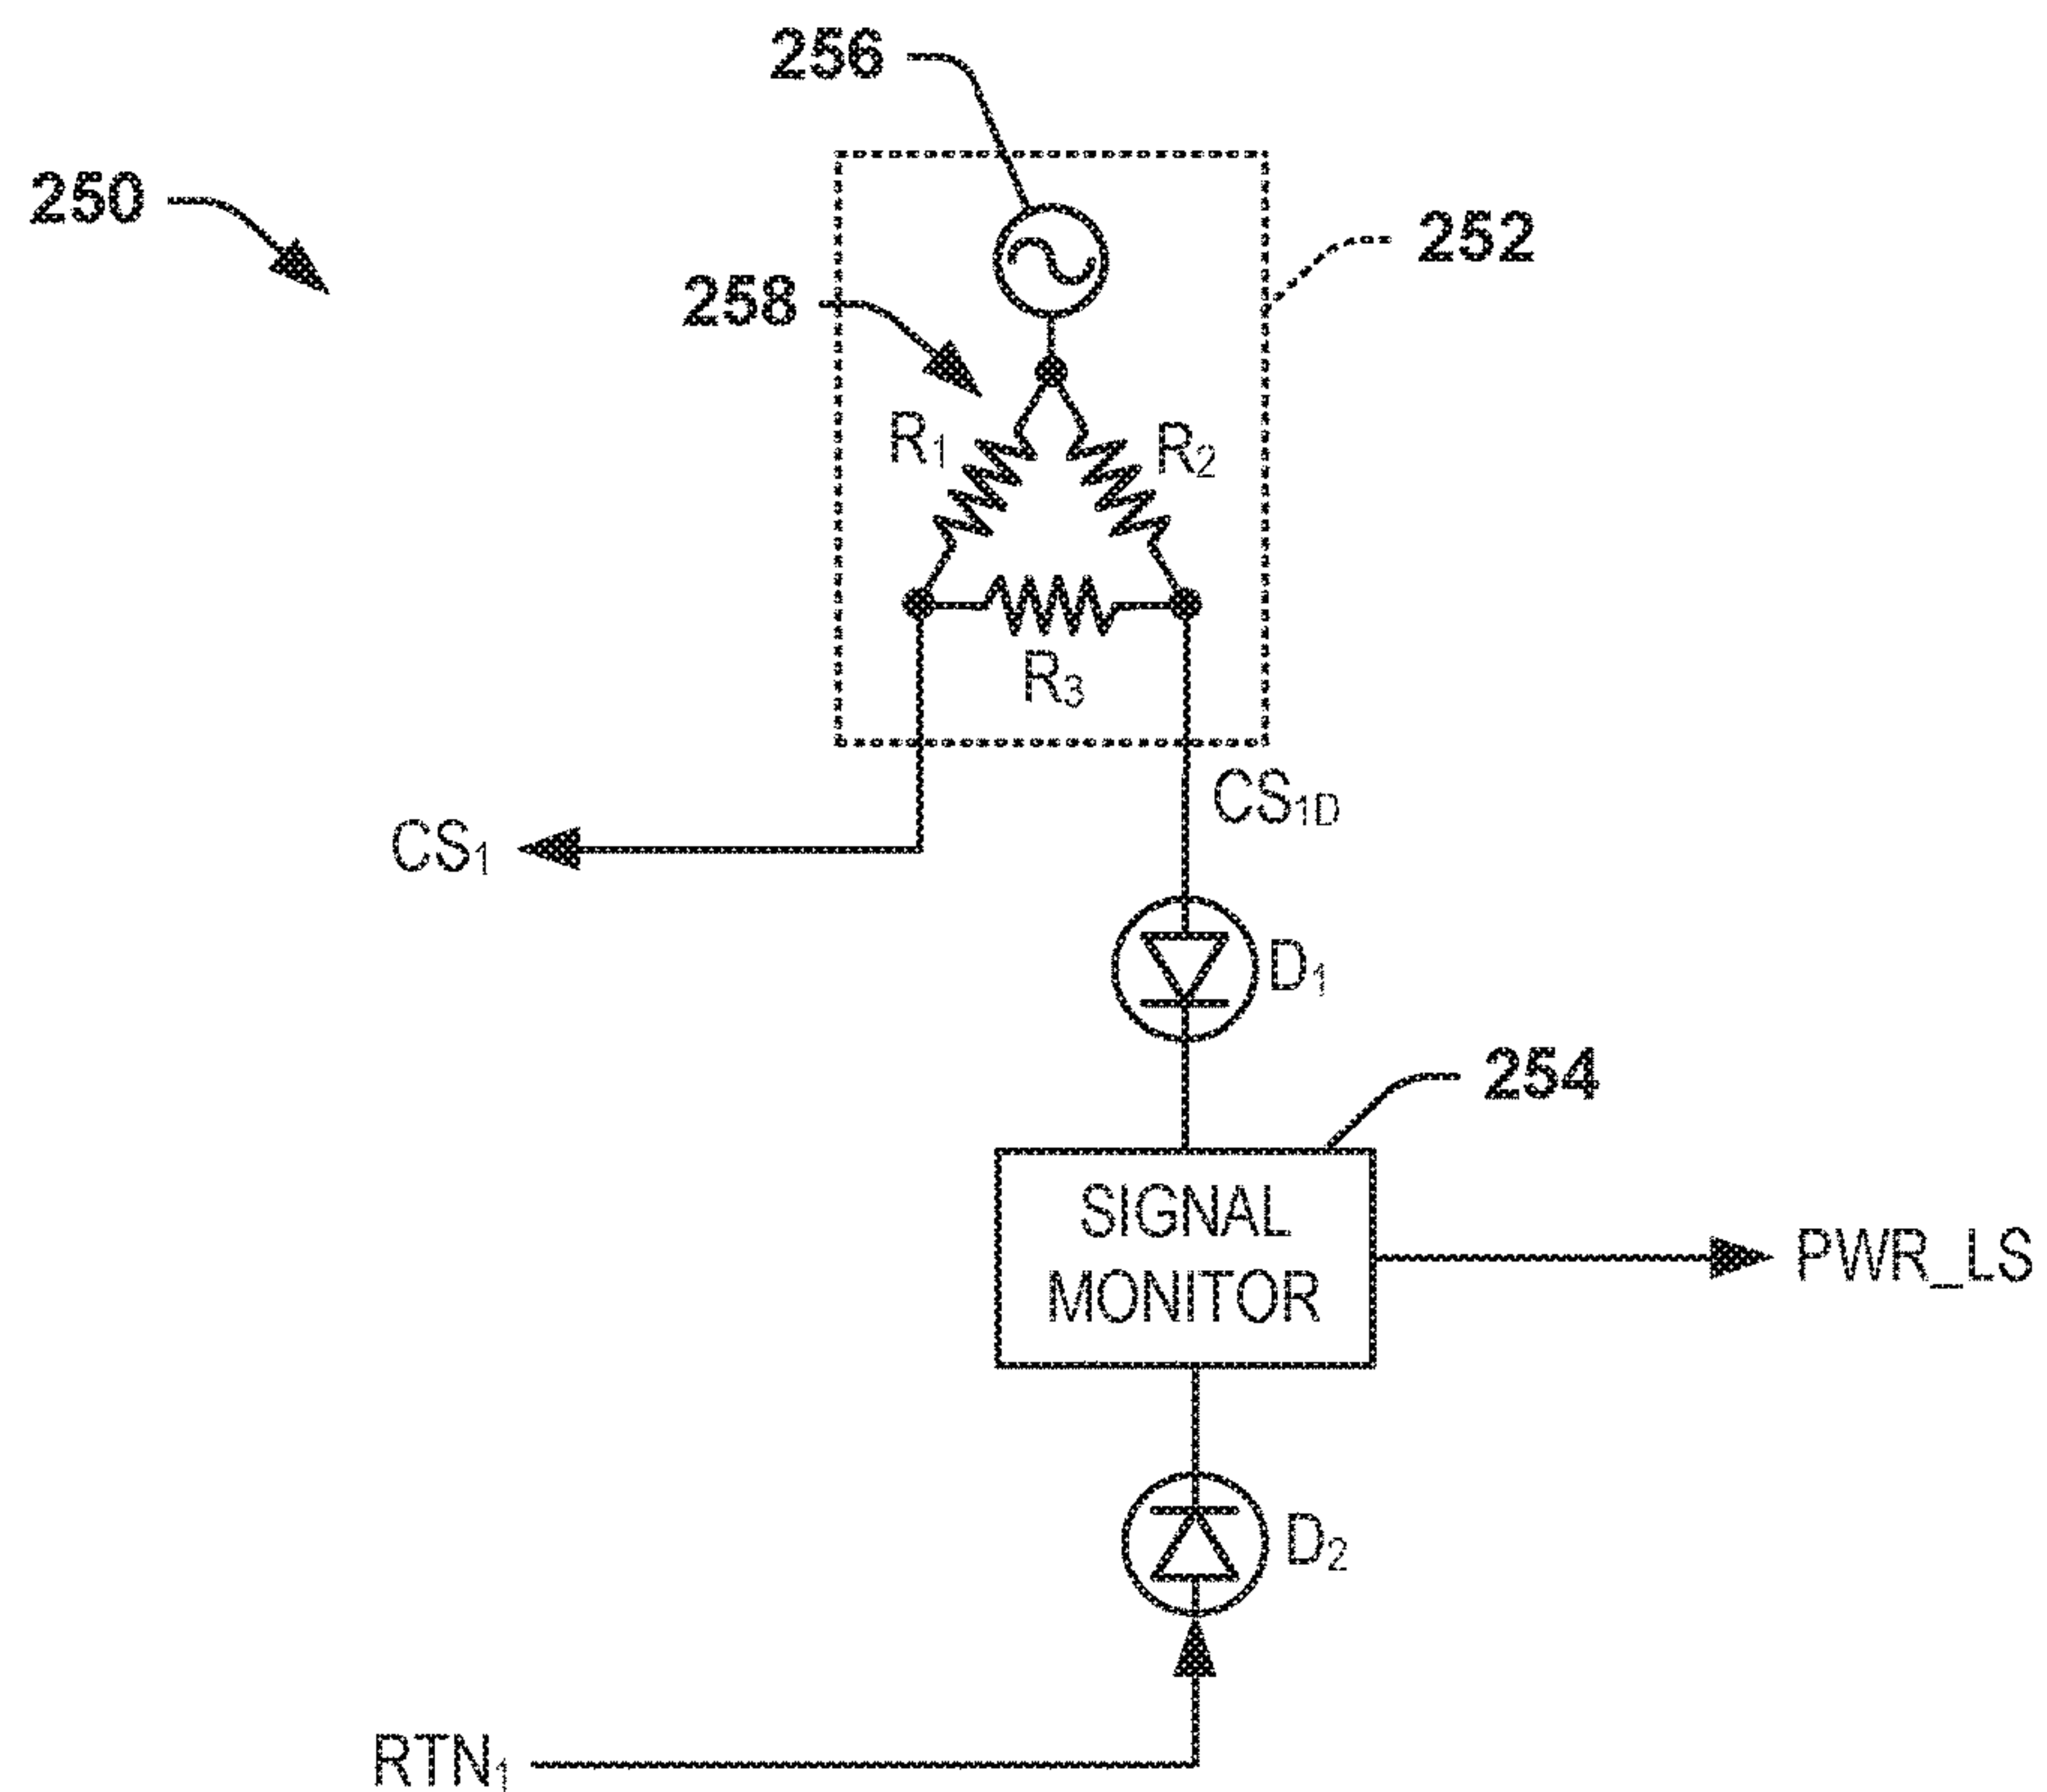 256
250
252
258
R1
R2
R3
CS1D
CS1
D1
254
SIGNAL
MONITOR
PWR_LS
D2
RTN1